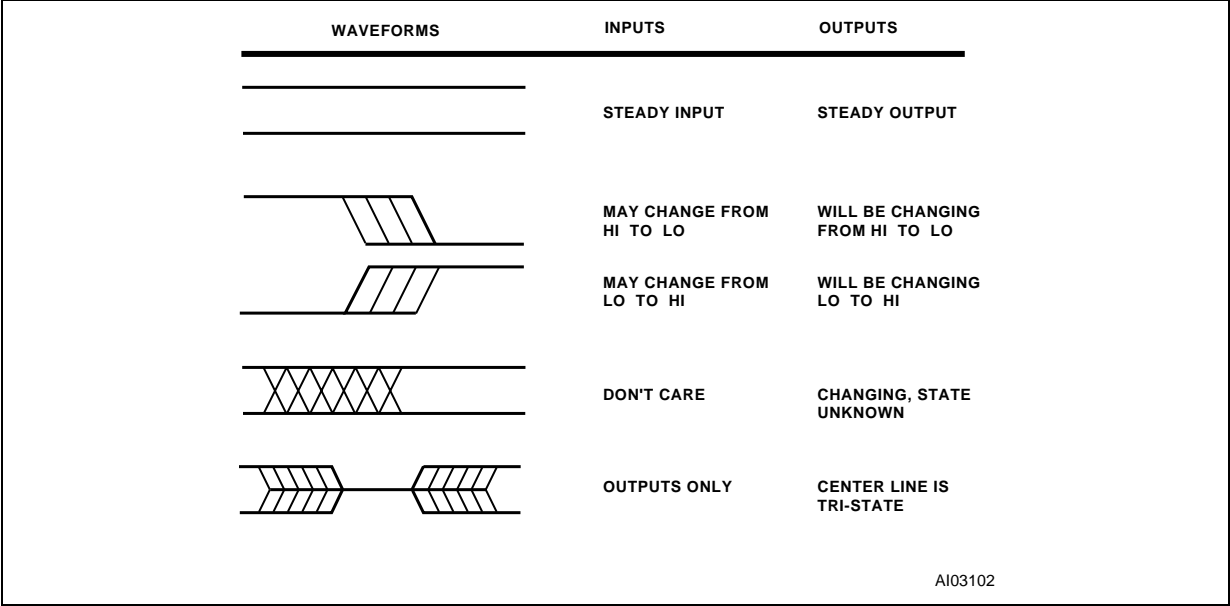 WAVEFORMS INPUTS OUTPUTS
STEADY INPUT STEADY OUTPUT
MAY CHANGE FROM WILL BE CHANGING
HI TO LO FROM HI TO LO
MAY CHANGE FROM WILL BE CHANGING
LO TO HI LO TO HI
DON'T CARE CHANGING, STATE
UNKNOWN
OUTPUTS ONLY CENTER LINE IS
TRI-STATE
AI03102